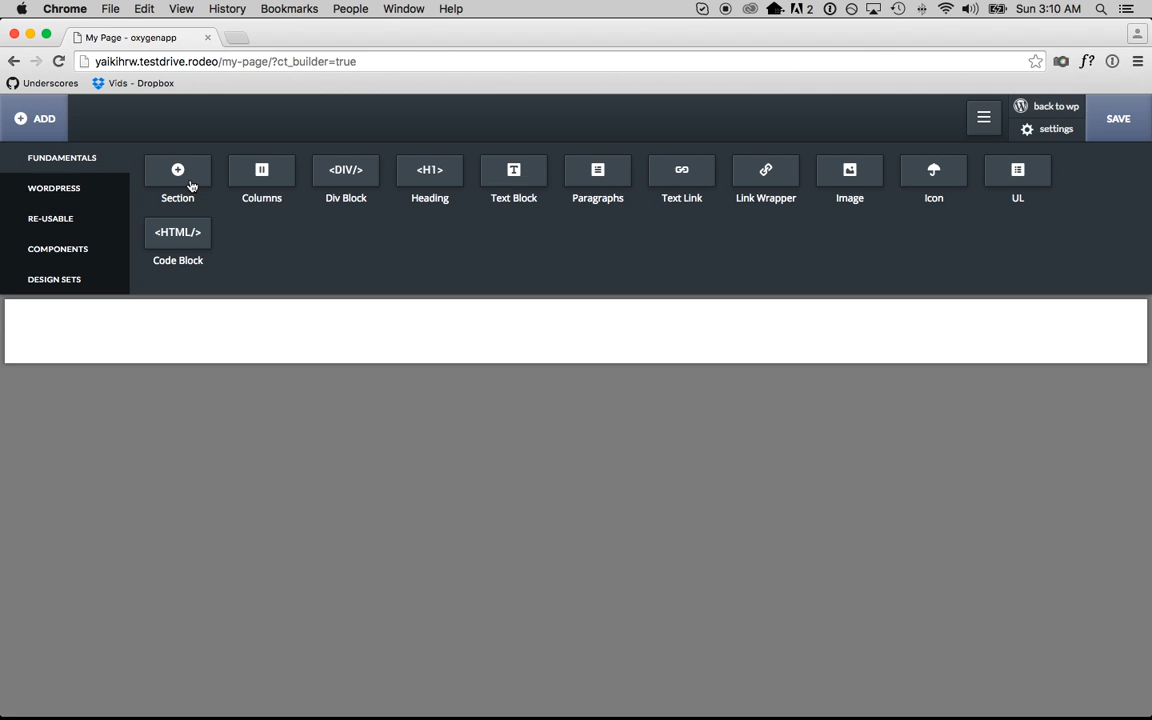 Chrome File Edit View History Bookmarks People Window Help 2 Sun 3:10 AM
My Page - oxygenapp
yaikihrw.testdrive.rodeo/my-page/?ct_builder=true f?
Underscores Vids - Dropbox
ADD back to wp settings SAVE
FUNDAMENTALS
WORDPRESS
RE-USABLE
COMPONENTS
DESIGN SETS
<DIV/> <H1> T
Section Columns Div Block Heading Text Block Paragraphs Text Link Link Wrapper Image Icon UL
<HTML/>
Code Block